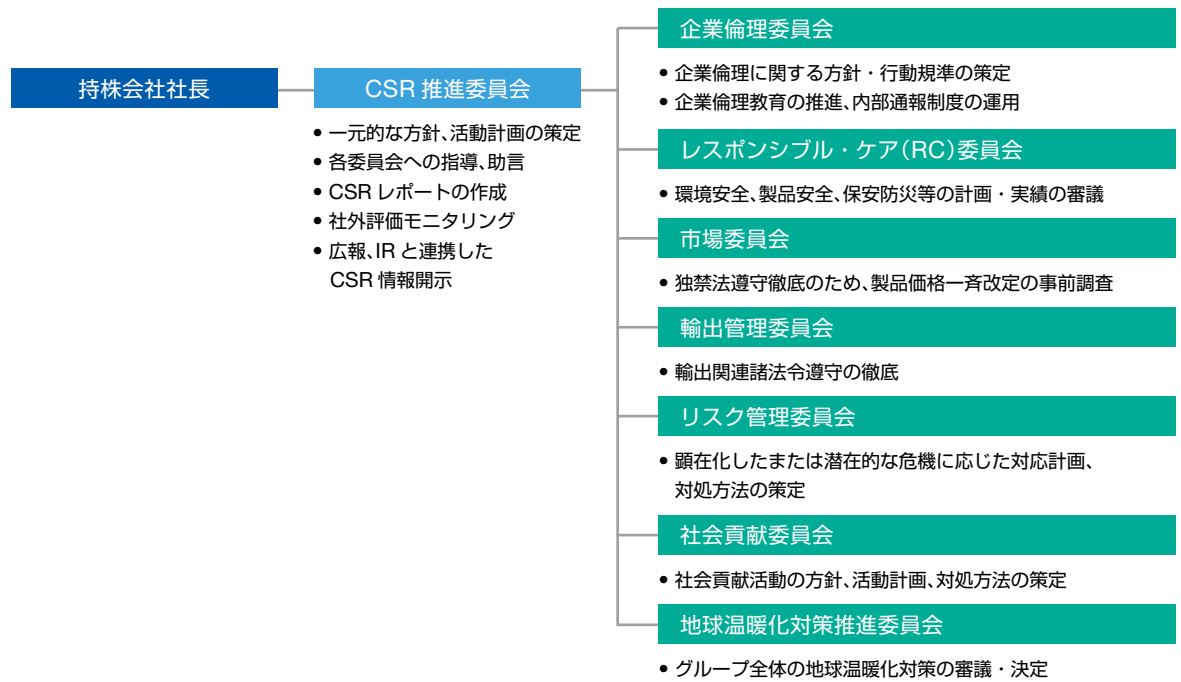 持株会社社長
CSR 推進委員会
• 一元的な方針、活動計画の策定
• 各委員会への指導、助言
• CSR レポートの作成
• 社外評価モニタリング
• 広報、IR と連携した
CSR 情報開示
企業倫理委員会
• 企業倫理に関する方針・行動規準の策定
• 企業倫理教育の推進、内部通報制度の運用
レスポンシブル・ケア(RC)委員会
• 環境安全、製品安全、保安防災等の計画・実績の審議
市場委員会
• 独禁法遵守徹底のため、製品価格一斉改定の事前調査
輸出管理委員会
• 輸出関連諸法令遵守の徹底
リスク管理委員会
• 顕在化したまたは潜在的な危機に応じた対応計画、
対処方法の策定
社会貢献委員会
• 社会貢献活動の方針、活動計画、対処方法の策定
地球温暖化対策推進委員会
• グループ全体の地球温暖化対策の審議・決定